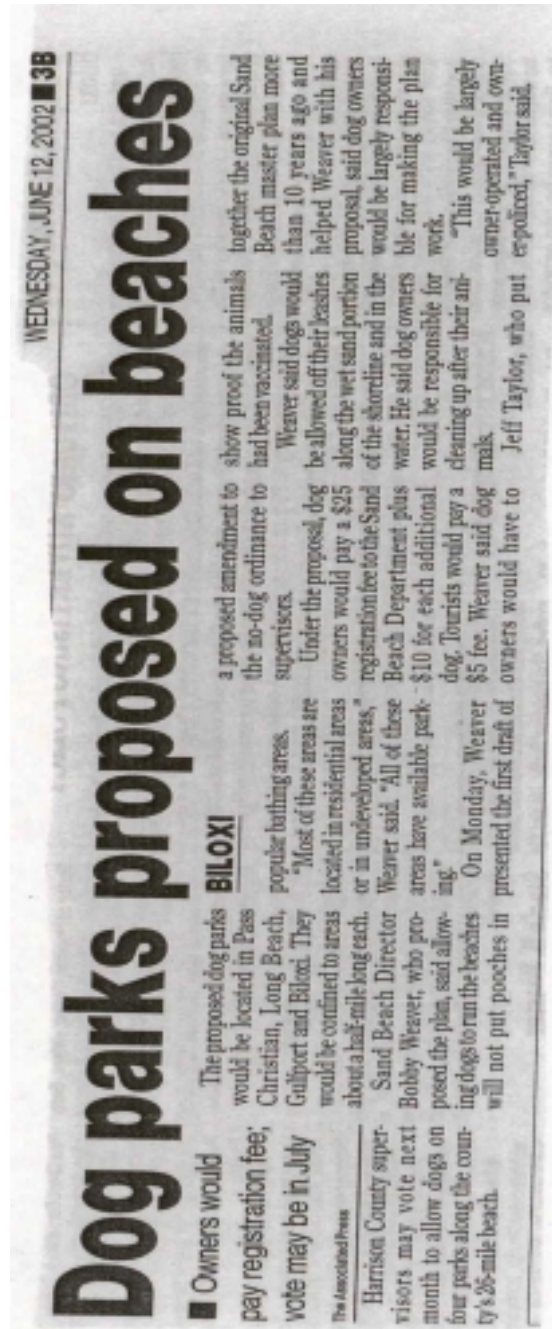 WEDNESDAY, JUNE 12, 2002 ■ 3B
Dog parks proposed on beaches
■ Owners would
pay registration fee;
vote may be in July
The Associated Press
Harrison County super-
visors may vote next
month to allow dogs on
four parks along the coun-
ty's 26-mile beach.
The proposed dog parks
would be located in Pass
Christian, Long Beach,
Gulfport and Biloxi. They
would be confined to areas
about a half-mile long each.
Sand Beach Director
Bobby Weaver, who pro-
posed the plan, said allow-
ing dogs to run the beaches
will not put pooches in
BILOXI
popular bathing areas.
"Most of these areas are
located in residential areas
or in undeveloped areas,"
Weaver said. "All of these
areas have available park-
ing."
On Monday, Weaver
presented the first draft of
a proposed amendment to
the no-dog ordinance to
supervisors.
Under the proposal, dog
owners would pay a $25
registration fee to the Sand
Beach Department plus
$10 for each additional
dog. Tourists would pay a
$5 fee. Weaver said dog
owners would have to
show proof the animals
had been vaccinated.
Weaver said dogs would
be allowed off their leashes
along the wet sand portion
of the shoreline and in the
water. He said dog owners
would be responsible for
cleaning up after their ani-
mals.
Jeff Taylor, who put
together the original Sand
Beach master plan more
than 10 years ago and
helped Weaver with his
proposal, said dog owners
would be largely responsi-
ble for making the plan
work.
"This would be largely
owner-operated and own-
er-policed," Taylor said.